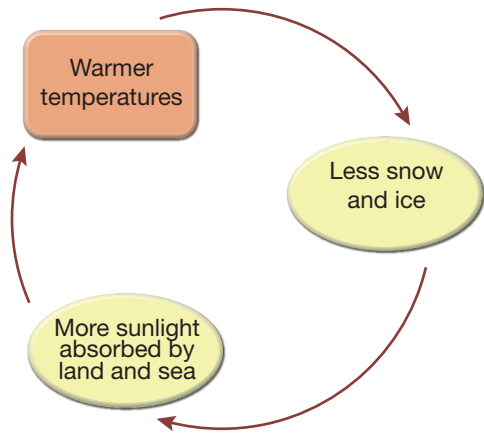 Warmer
temperatures
Less snow
and ice
More sunlight
absorbed by
land and sea